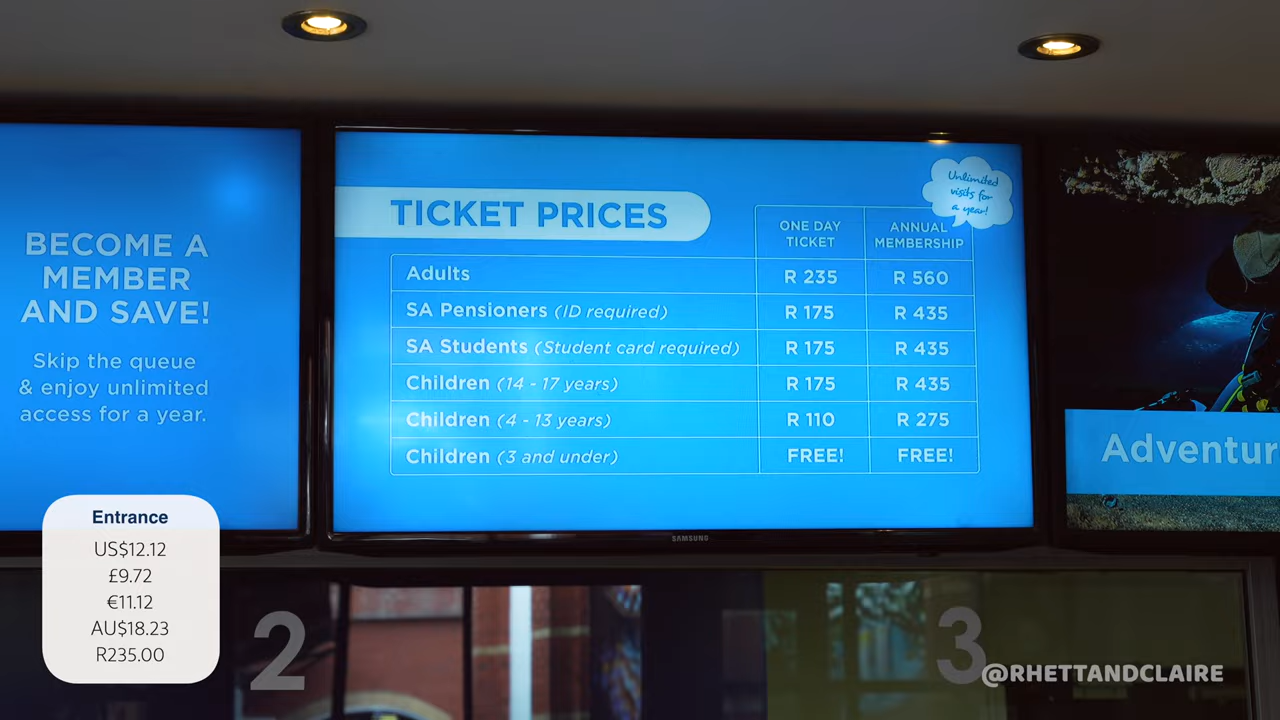 BECOME A
MEMBER
AND SAVE!
Skip the queue
& enjoy unlimited
access for a year.
TICKET PRICES
Unlimited
visits for
a year!
ONE DAY
TICKET
ANNUAL
MEMBERSHIP
Adults R 235 R 560
SA Pensioners (ID required) R 175 R 435
SA Students (Student card required) R 175 R 435
Children (14 - 17 years) R 175 R 435
Children (4 - 13 years) R 110 R 275
Children (3 and under) FREE! FREE!
SAMSUNG
Adventur
Entrance
US$12.12
£9.72
€11.12
AU$18.23
R235.00
2
3
@RHETTANDCLAIRE